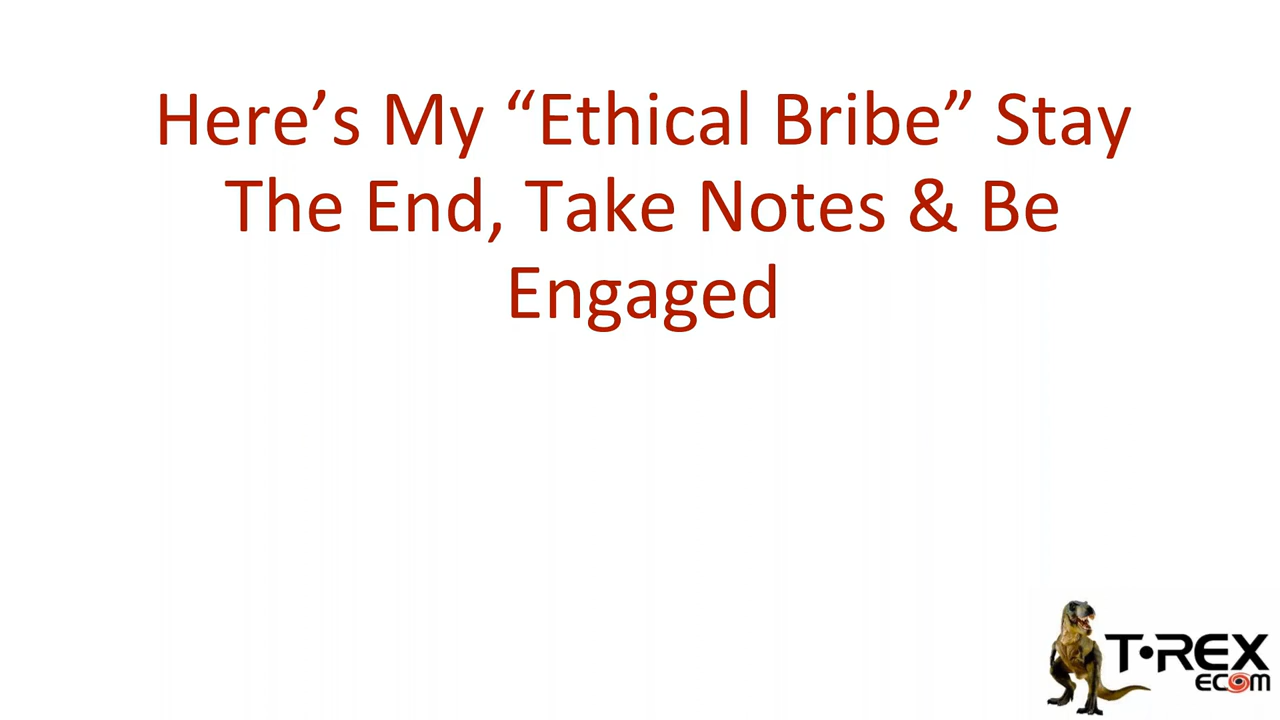 Here’s My “Ethical Bribe” Stay
The End, Take Notes & Be
Engaged
T•REX
ECOM